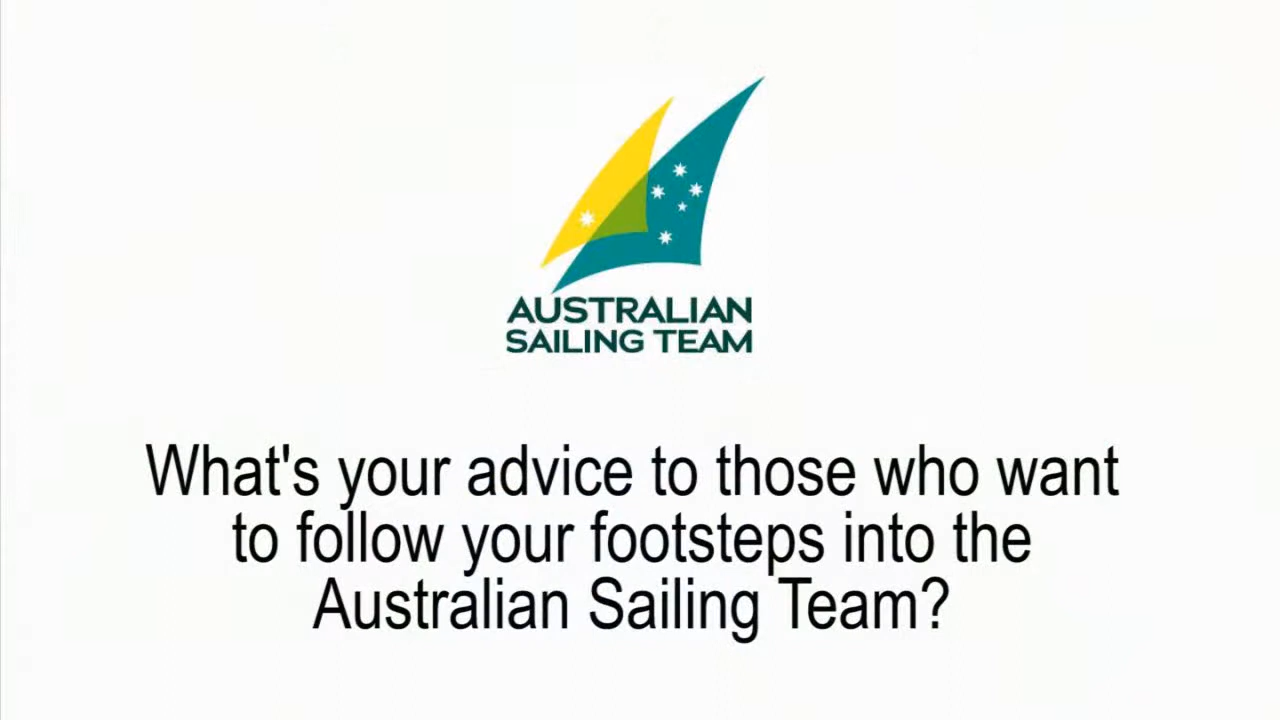 AUSTRALIAN
SAILING TEAM
What's your advice to those who want
to follow your footsteps into the
Australian Sailing Team?